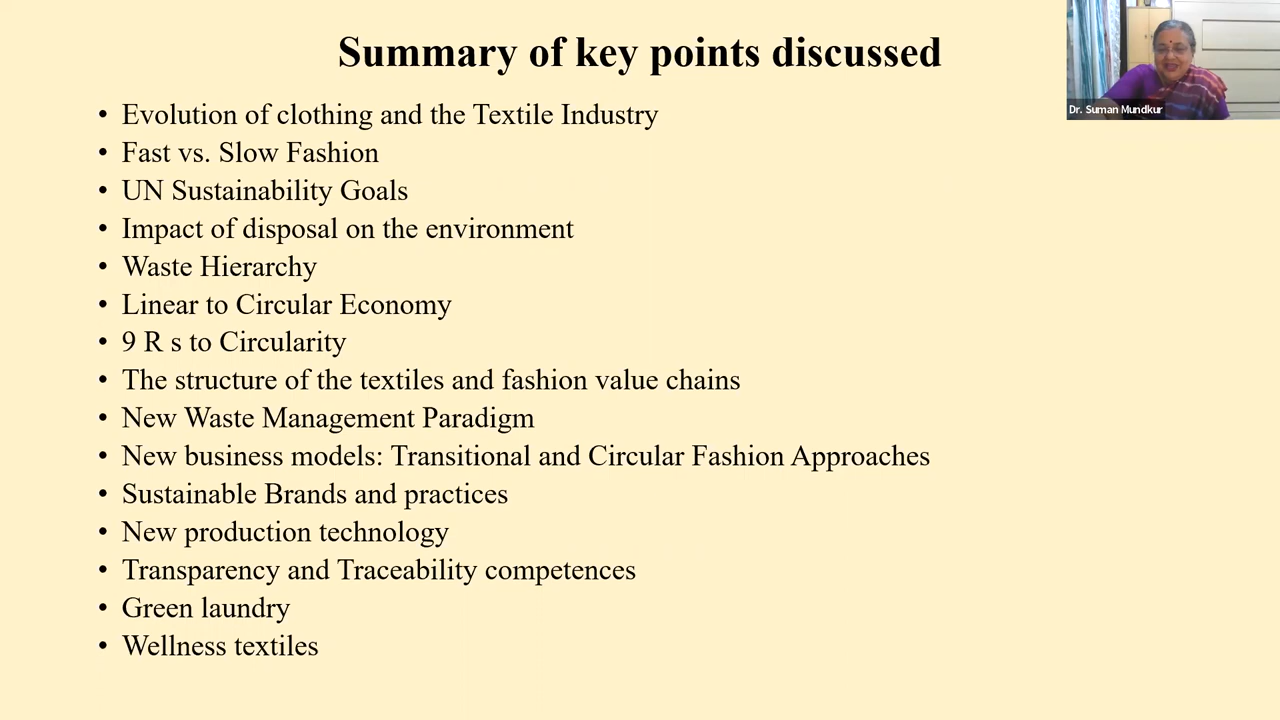 Summary of key points discussed
Dr. Suman Mundkur
• Evolution of clothing and the Textile Industry
• Fast vs. Slow Fashion
• UN Sustainability Goals
• Impact of disposal on the environment
• Waste Hierarchy
• Linear to Circular Economy
• 9 R s to Circularity
• The structure of the textiles and fashion value chains
• New Waste Management Paradigm
• New business models: Transitional and Circular Fashion Approaches
• Sustainable Brands and practices
• New production technology
• Transparency and Traceability competences
• Green laundry
• Wellness textiles